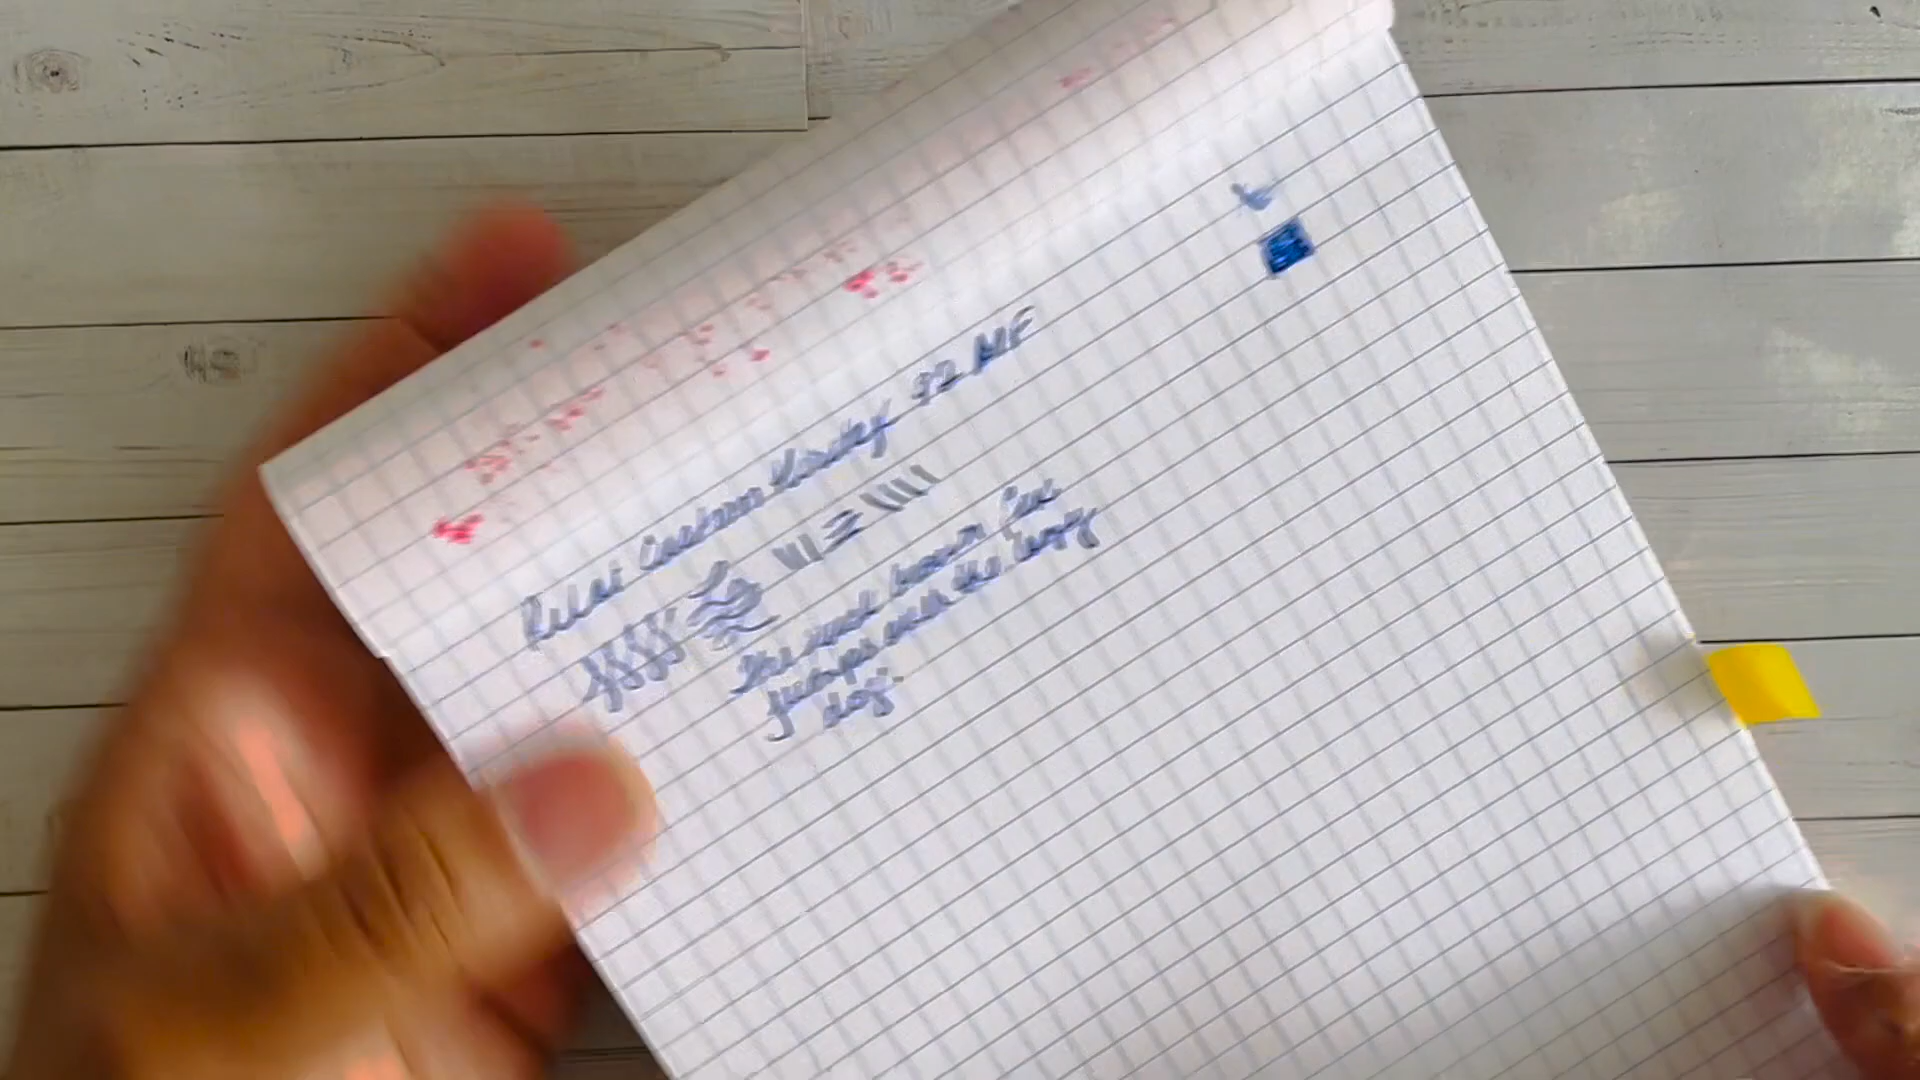 Pilot Custom Heritage 92 MF
The quick brown fox
jumps over the lazy
dog.